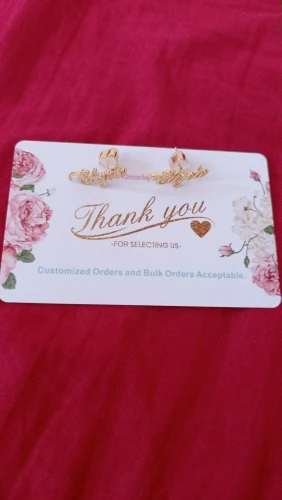 Thank you
-FOR SELECTING US-
Customized Orders and Bulk Orders Acceptable.